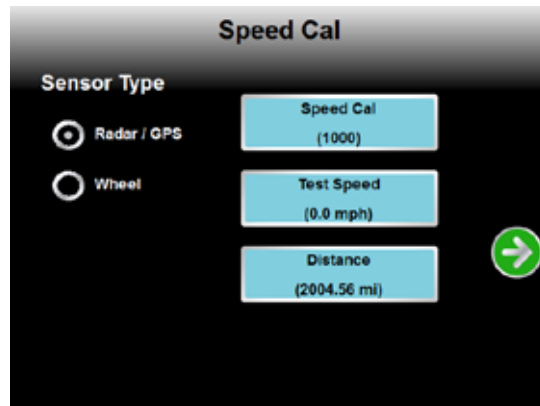 Speed Cal
Sensor Type
Radar / GPS
Wheel
Speed Cal
(1000)
Test Speed
(0.0 mph)
Distance
(2004.56 mi)